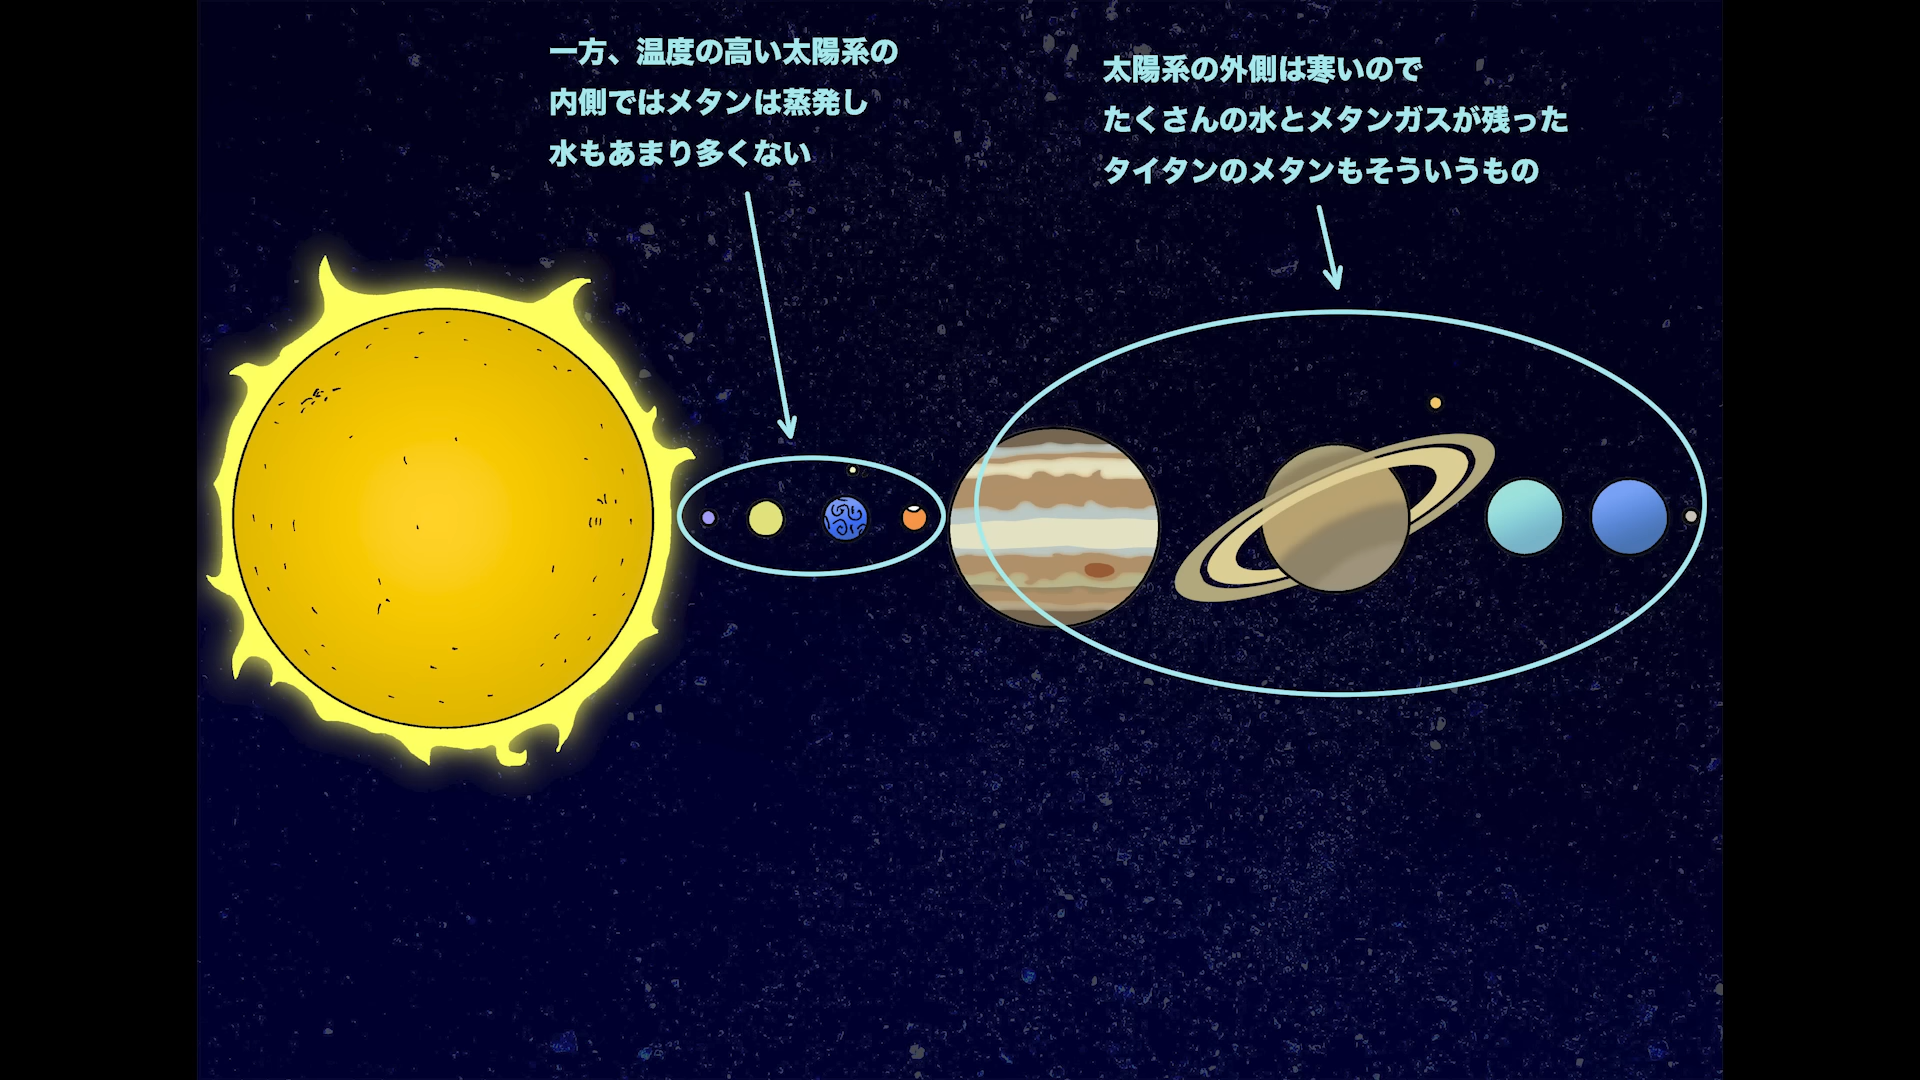 一方、温度の高い太陽系の
内側ではメタンは蒸発し
水もあまり多くない
太陽系の外側は寒いので
たくさんの水とメタンガスが残った
タイタンのメタンもそういうもの